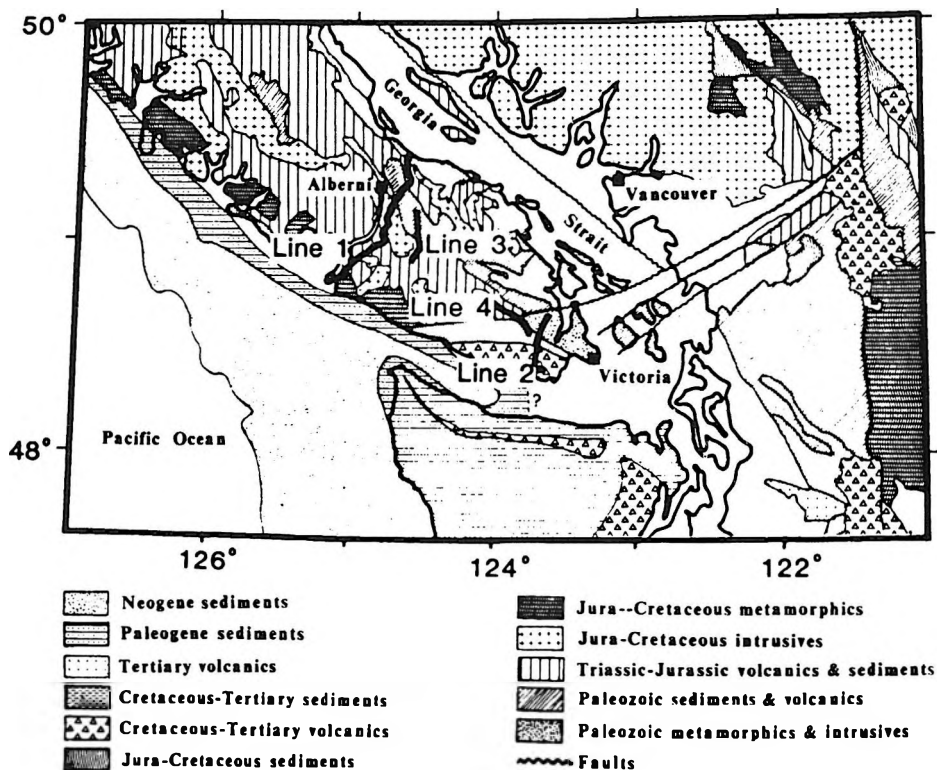 50°
Georgia
Strait
Alberni
Vancouver
Line 1
Line 3
Line 4
Line 2
Victoria
?
48°
Pacific Ocean
126°
124°
122°
Neogene sediments
Paleogene sediments
Tertiary volcanics
Cretaceous-Tertiary sediments
Cretaceous-Tertiary volcanics
Jura-Cretaceous sediments
Jura--Cretaceous metamorphics
Jura-Cretaceous intrusives
Triassic-Jurassic volcanics & sediments
Paleozoic sediments & volcanics
Paleozoic metamorphics & intrusives
Faults